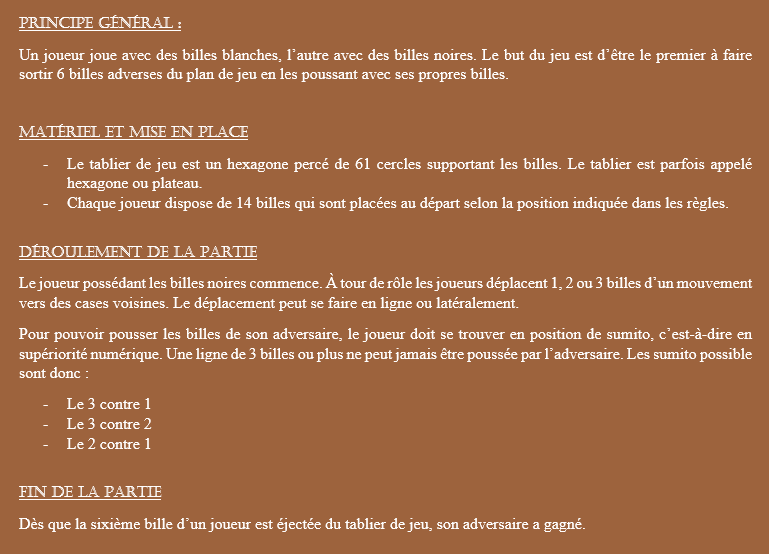 PRINCIPE GÉNÉRAL :
Un joueur joue avec des billes blanches, l’autre avec des billes noires. Le but du jeu est d’être le premier à faire
sortir 6 billes adverses du plan de jeu en les poussant avec ses propres billes.
MATÉRIEL ET MISE EN PLACE
- Le tablier de jeu est un hexagone percé de 61 cercles supportant les billes. Le tablier est parfois appelé
hexagone ou plateau.
- Chaque joueur dispose de 14 billes qui sont placées au départ selon la position indiquée dans les règles.
DÉROULEMENT DE LA PARTIE
Le joueur possédant les billes noires commence. À tour de rôle les joueurs déplacent 1, 2 ou 3 billes d’un mouvement
vers des cases voisines. Le déplacement peut se faire en ligne ou latéralement.
Pour pouvoir pousser les billes de son adversaire, le joueur doit se trouver en position de sumito, c’est-à-dire en
supériorité numérique. Une ligne de 3 billes ou plus ne peut jamais être poussée par l’adversaire. Les sumito possible
sont donc :
- Le 3 contre 1
- Le 3 contre 2
- Le 2 contre 1
FIN DE LA PARTIE
Dès que la sixième bille d’un joueur est éjectée du tablier de jeu, son adversaire a gagné.